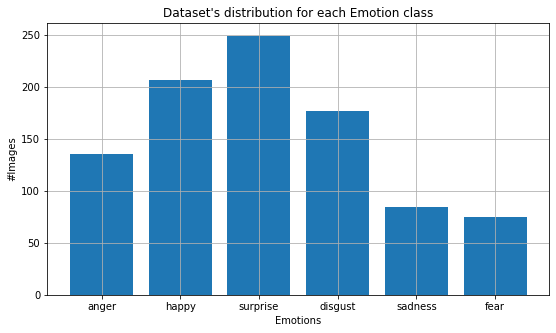 Dataset's distribution for each Emotion class
#Images
250
200
150
100
50
0
anger happy surprise disgust sadness fear
Emotions